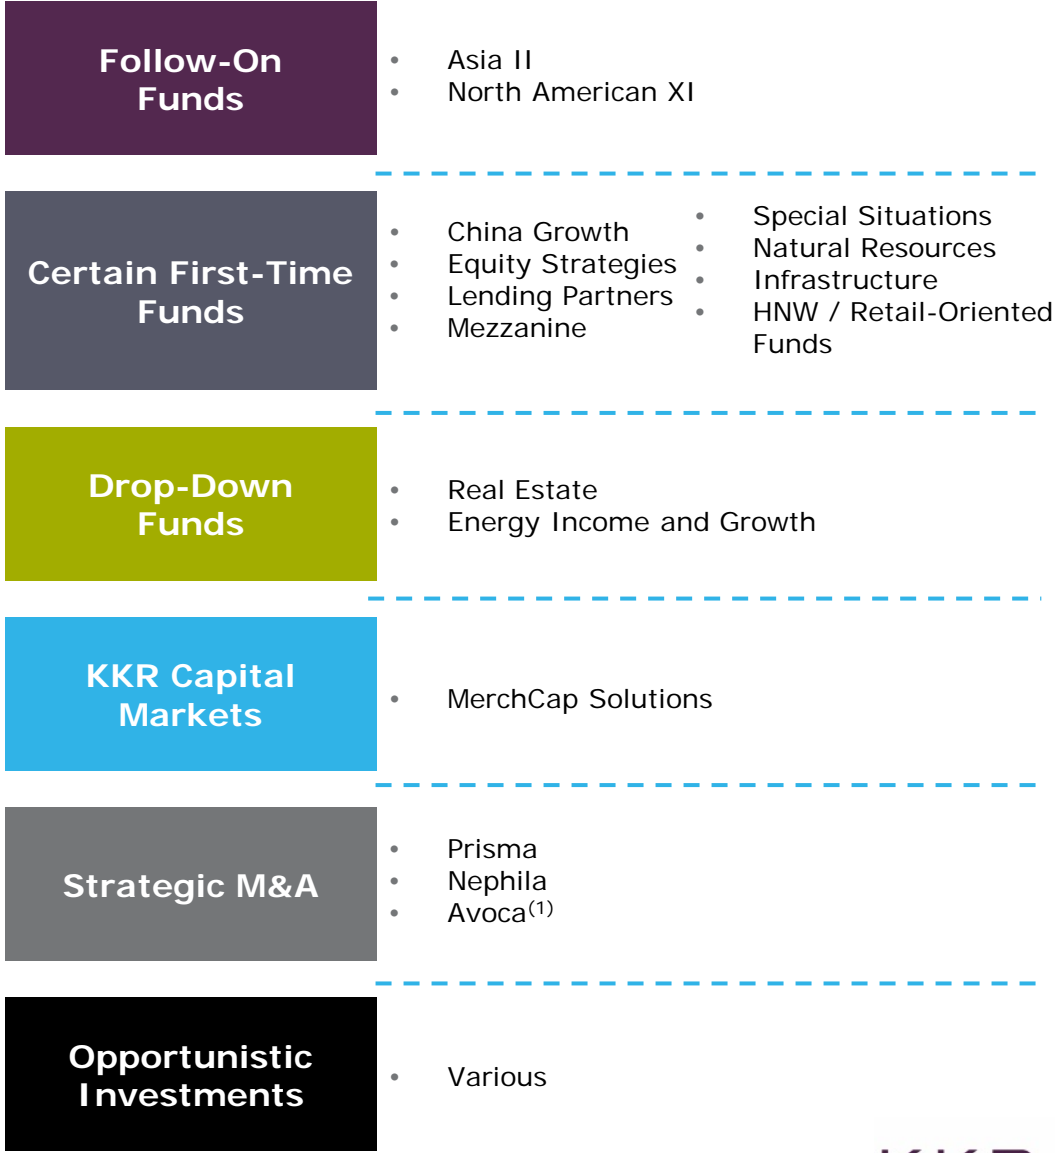 Follow-On
Funds
• Asia II
• North American XI
Certain First-Time
Funds
• China Growth
• Equity Strategies
• Lending Partners
• Mezzanine
• Special Situations
• Natural Resources
• Infrastructure
• HNW / Retail-Oriented
Funds
Drop-Down
Funds
• Real Estate
• Energy Income and Growth
KKR Capital
Markets
• MerchCap Solutions
Strategic M&A
• Prisma
• Nephila
• Avoca(1)
Opportunistic
Investments
• Various